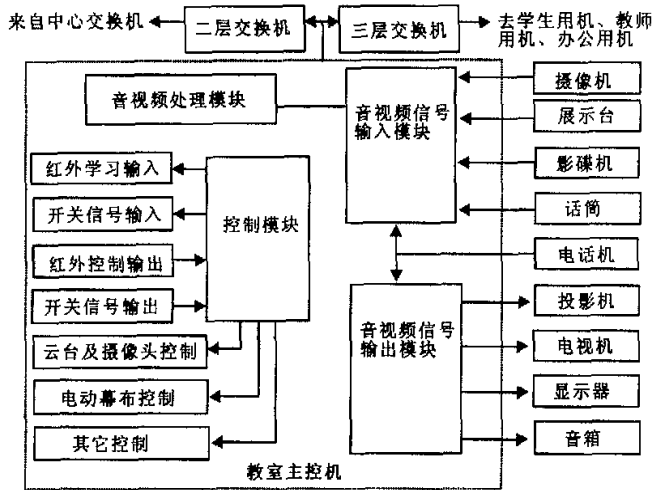 来自中心交换机
二层交换机
三层交换机
去学生用机、教师
用机、办公用机
音视频处理模块
音视频信号
输入模块
摄像机
展示台
影碟机
话筒
电话机
红外学习输入
开关信号输入
红外控制输出
开关信号输出
控制模块
云台及摄像头控制
电动幕布控制
其它控制
音视频信号
输出模块
投影机
电视机
显示器
音箱
教室主控机